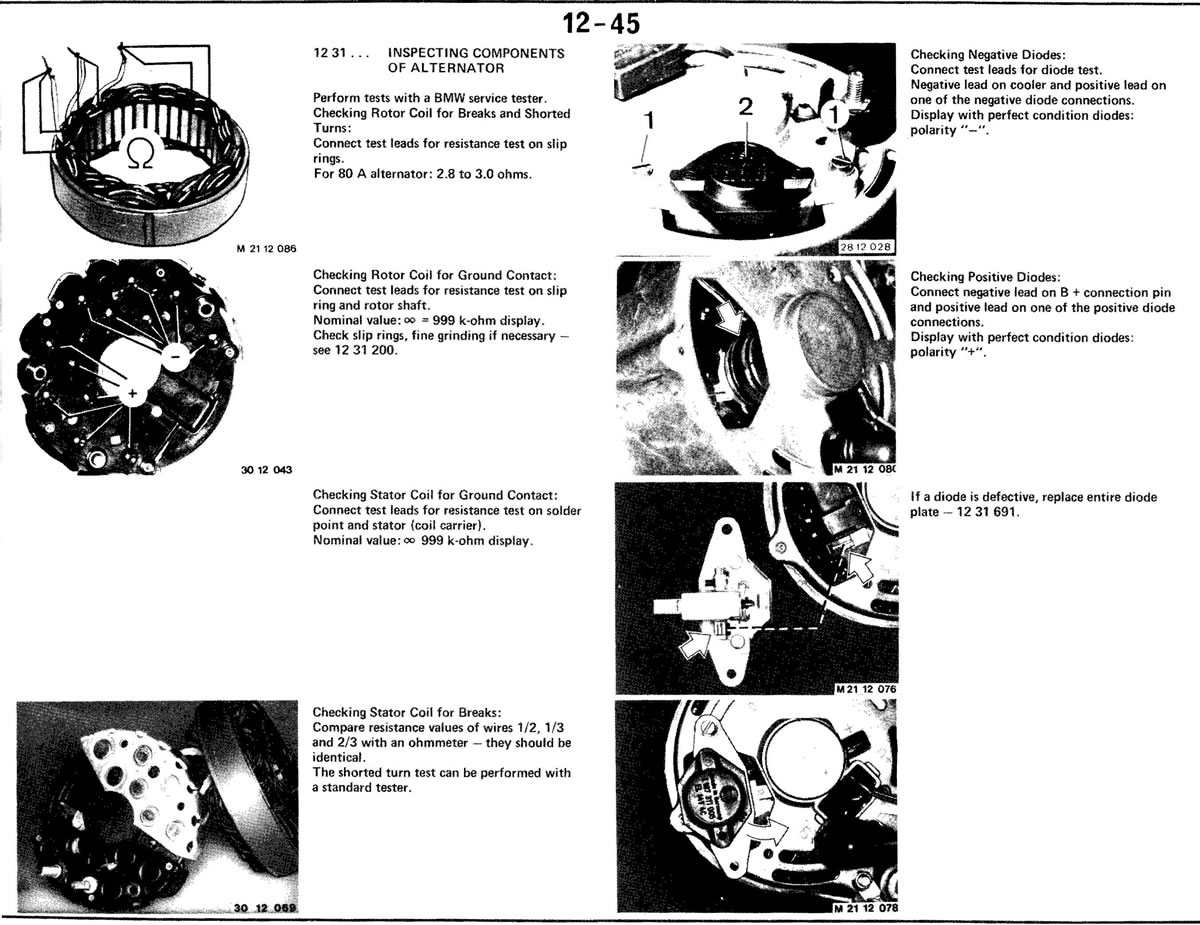 12-45
12 31 ... INSPECTING COMPONENTS
OF ALTERNATOR
Perform tests with a BMW service tester.
Checking Rotor Coil for Breaks and Shorted
Turns:
Connect test leads for resistance test on slip
rings.
For 80 A alternator: 2.8 to 3.0 ohms.
Ω
M 21 12 086
Checking Rotor Coil for Ground Contact:
Connect test leads for resistance test on slip
ring and rotor shaft.
Nominal value: ∞ = 999 k-ohm display.
Check slip rings, fine grinding if necessary —
see 12 31 200.
−
+
30 12 043
Checking Stator Coil for Ground Contact:
Connect test leads for resistance test on solder
point and stator (coil carrier).
Nominal value: ∞ 999 k-ohm display.
Checking Stator Coil for Breaks:
Compare resistance values of wires 1/2, 1/3
and 2/3 with an ohmmeter — they should be
identical.
The shorted turn test can be performed with
a standard tester.
30 12 069
1
2
1
28 12 028
Checking Negative Diodes:
Connect test leads for diode test.
Negative lead on cooler and positive lead on
one of the negative diode connections.
Display with perfect condition diodes:
polarity "—".
M 21 12 080
Checking Positive Diodes:
Connect negative lead on B + connection pin
and positive lead on one of the positive diode
connections.
Display with perfect condition diodes:
polarity "+".
M 21 12 076
If a diode is defective, replace entire diode
plate — 12 31 691.
M 21 12 078